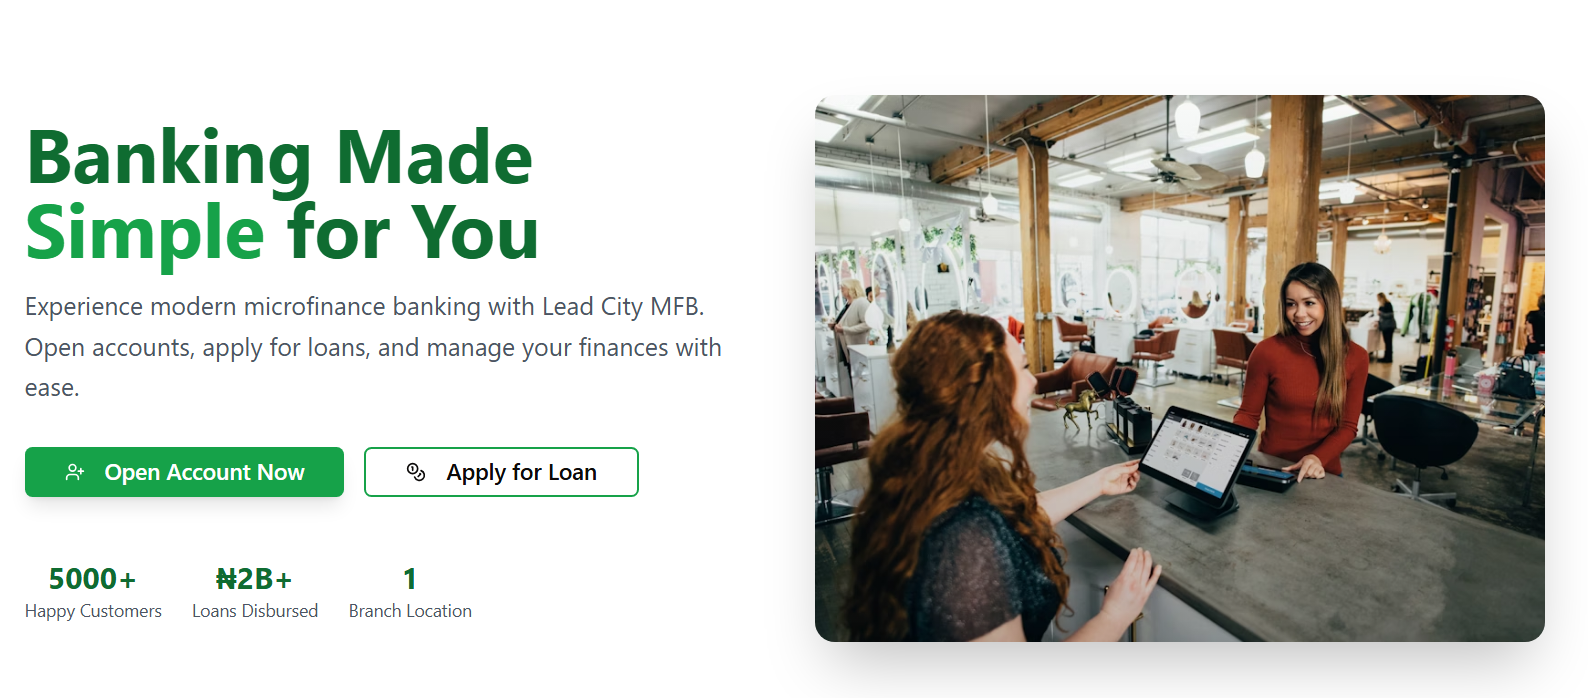 Banking Made
Simple for You
Experience modern microfinance banking with Lead City MFB.
Open accounts, apply for loans, and manage your finances with
ease.
Open Account Now
Apply for Loan
5000+
Happy Customers
₦2B+
Loans Disbursed
1
Branch Location